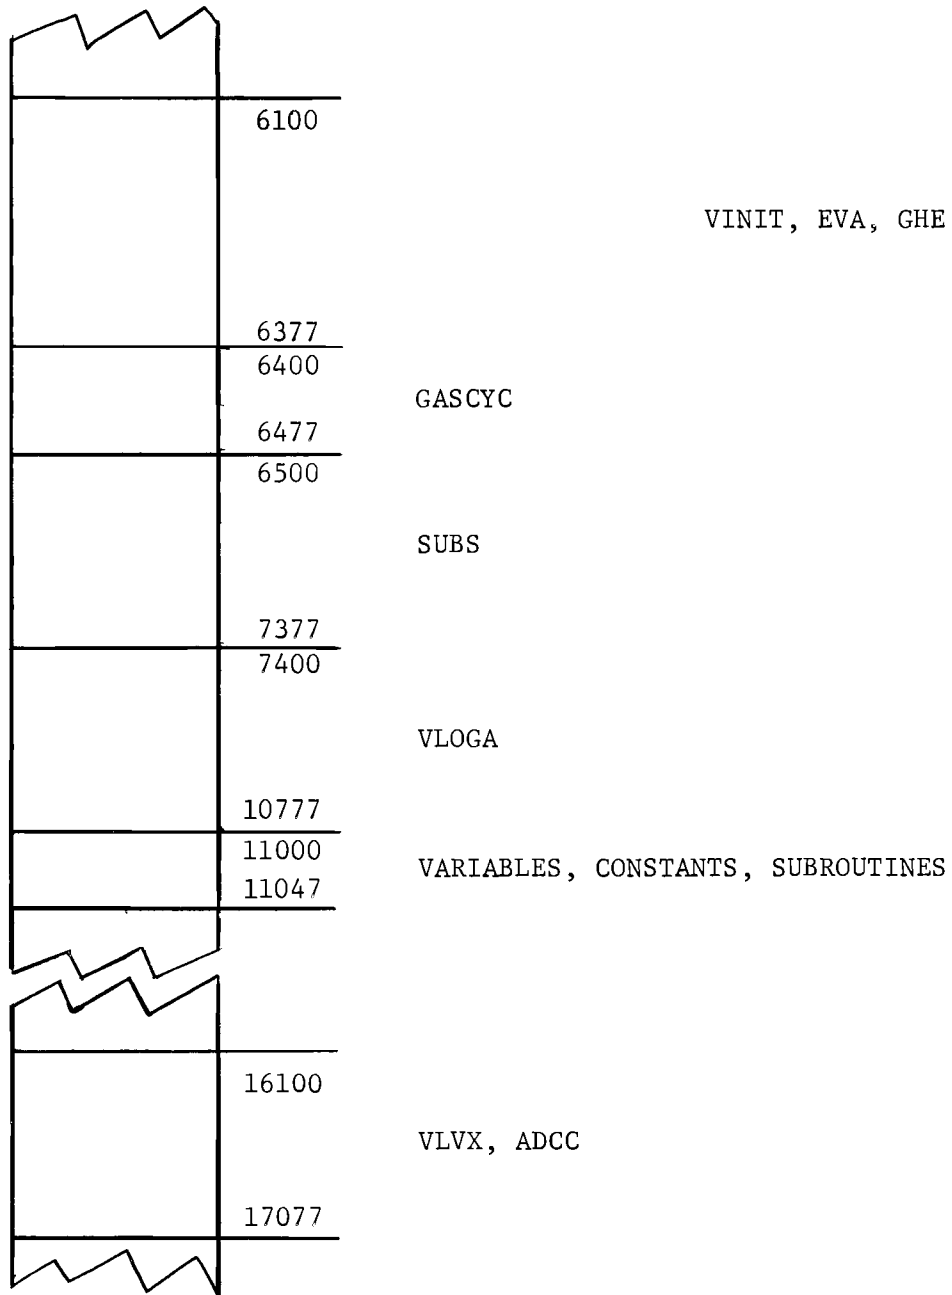 6100
VINIT, EVA, GHE
6377
6400
GASCYC
6477
6500
SUBS
7377
7400
VLOGA
10777
11000
VARIABLES, CONSTANTS, SUBROUTINES
11047
16100
VLVX, ADCC
17077